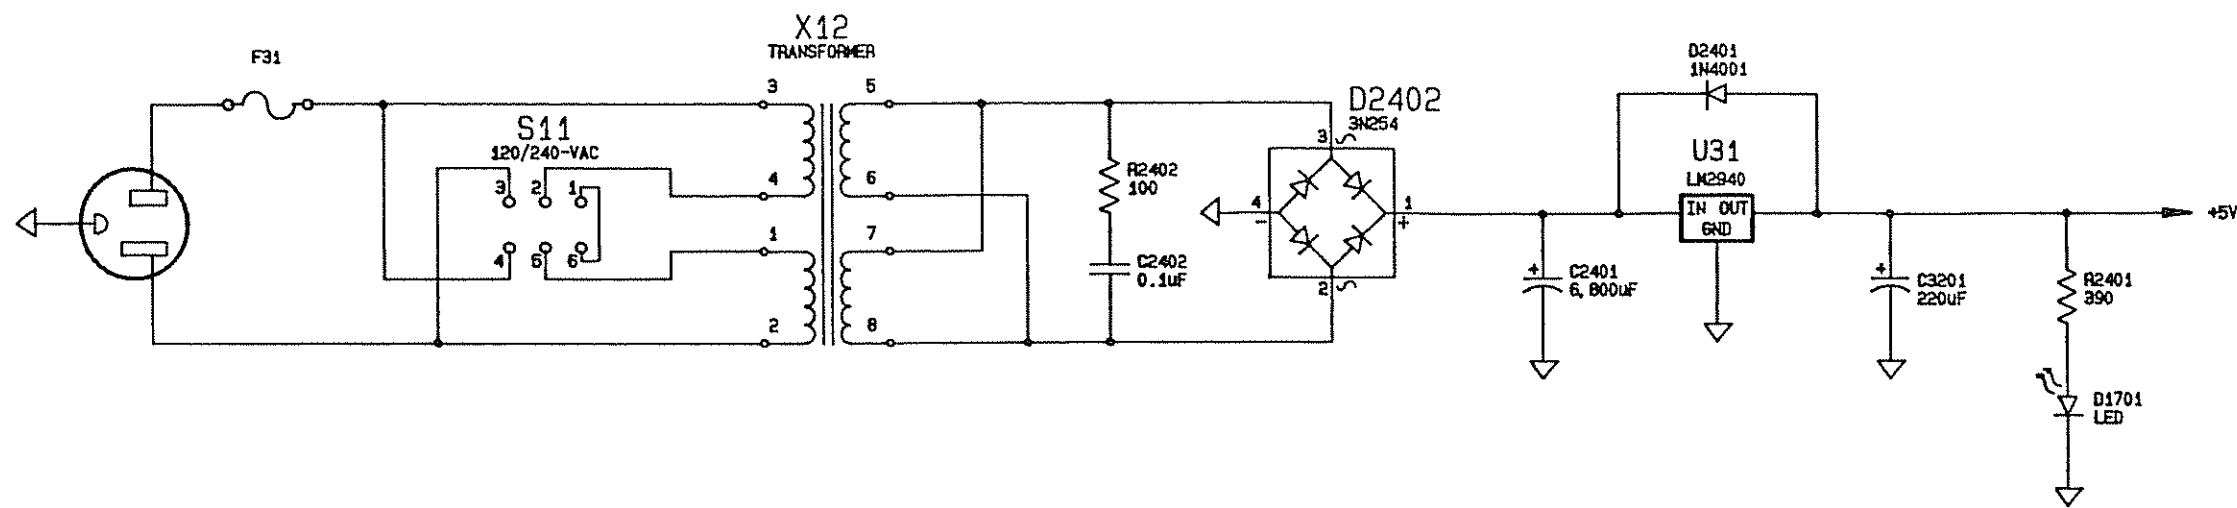 F31
X12
TRANSFORMER
S11
120/240-VAC
3
4
1
2
3 2 1
4 5 6
5
6
7
8
R2402
100
C2402
0.1uF
D2402
3N254
3
4
-
1
+
2
D2401
1N4001
U31
LM2940
IN OUT
GND
+
C2401
6,800uF
+
C3201
220uF
+5V
R2401
390
D1701
LED